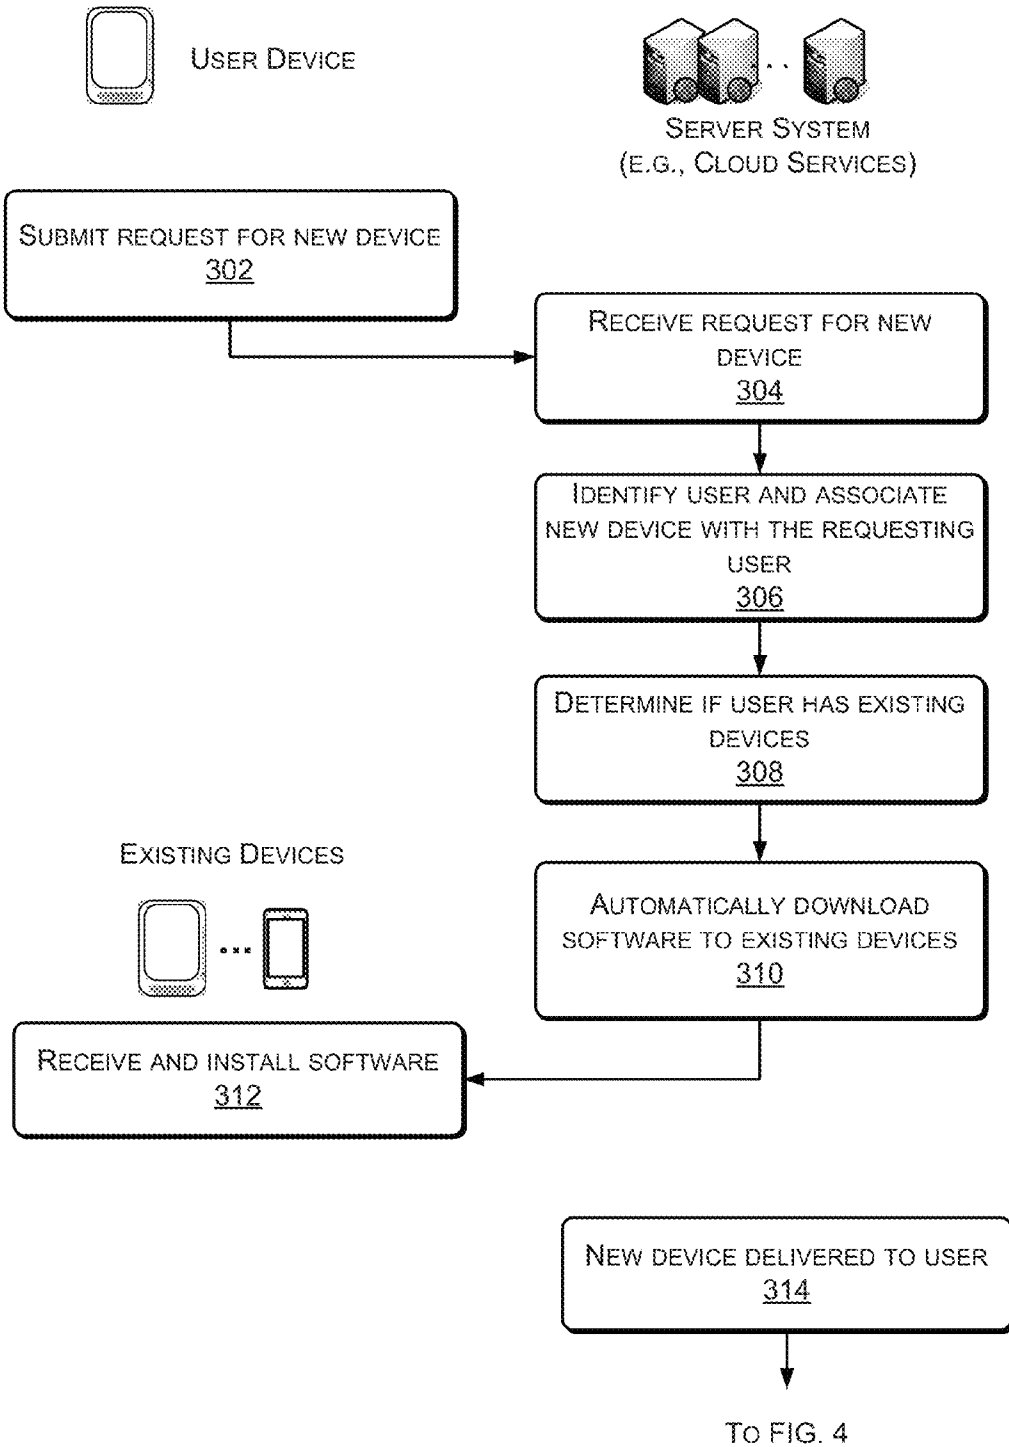 USER DEVICE
SERVER SYSTEM
(E.G., CLOUD SERVICES)
SUBMIT REQUEST FOR NEW DEVICE
302
RECEIVE REQUEST FOR NEW
DEVICE
304
IDENTIFY USER AND ASSOCIATE
NEW DEVICE WITH THE REQUESTING
USER
306
DETERMINE IF USER HAS EXISTING
DEVICES
308
EXISTING DEVICES
AUTOMATICALLY DOWNLOAD
SOFTWARE TO EXISTING DEVICES
310
RECEIVE AND INSTALL SOFTWARE
312
NEW DEVICE DELIVERED TO USER
314
TO FIG. 4